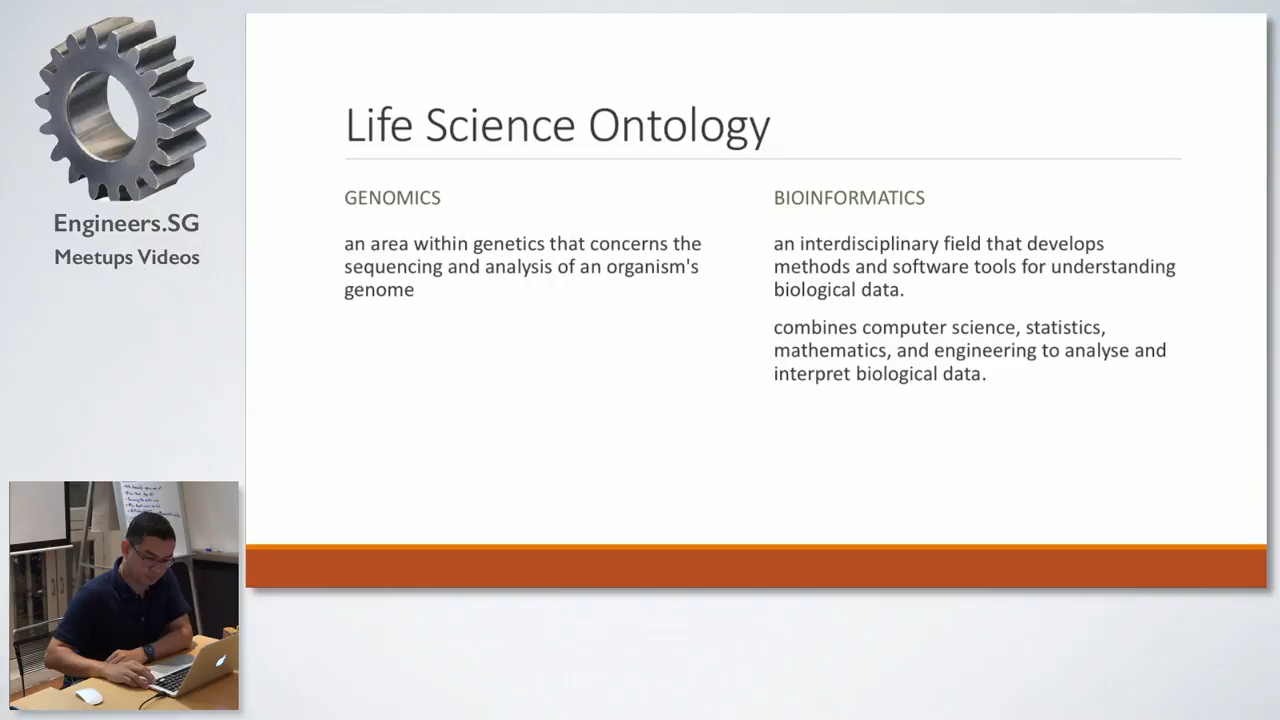 Engineers.SG
Meetups Videos
Life Science Ontology
GENOMICS
an area within genetics that concerns the
sequencing and analysis of an organism's
genome
BIOINFORMATICS
an interdisciplinary field that develops
methods and software tools for understanding
biological data.
combines computer science, statistics,
mathematics, and engineering to analyse and
interpret biological data.